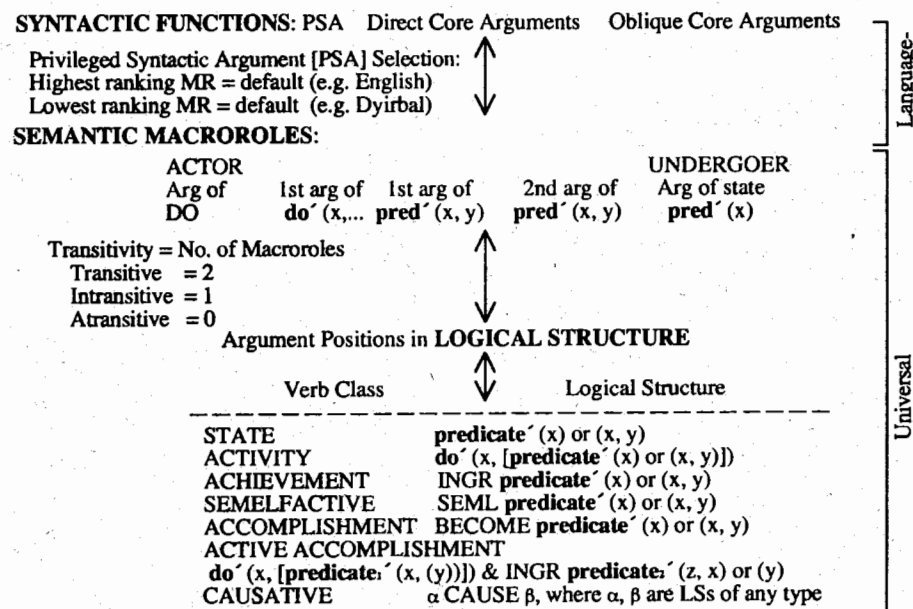 SYNTACTIC FUNCTIONS: PSA Direct Core Arguments Oblique Core Arguments
Privileged Syntactic Argument [PSA] Selection:
Highest ranking MR = default (e.g. English)
Lowest ranking MR = default (e.g. Dyirbal)
Language-
SEMANTIC MACROROLES:
ACTOR UNDERGOER
Arg of 1st arg of 1st arg of 2nd arg of Arg of state
DO do´ (x,... pred´ (x, y) pred´ (x, y) pred´ (x)
Transitivity = No. of Macroroles
Transitive = 2
Intransitive = 1
Atransitive = 0
Argument Positions in LOGICAL STRUCTURE
Verb Class Logical Structure
Universal
STATE predicate´ (x) or (x, y)
ACTIVITY do´ (x, [predicate´ (x) or (x, y)])
ACHIEVEMENT INGR predicate´ (x) or (x, y)
SEMELFACTIVE SEML predicate´ (x) or (x, y)
ACCOMPLISHMENT BECOME predicate´ (x) or (x, y)
ACTIVE ACCOMPLISHMENT
do´ (x, [predicate₁´ (x, (y))]) & INGR predicate₂´ (z, x) or (y)
CAUSATIVE α CAUSE β, where α, β are LSs of any type